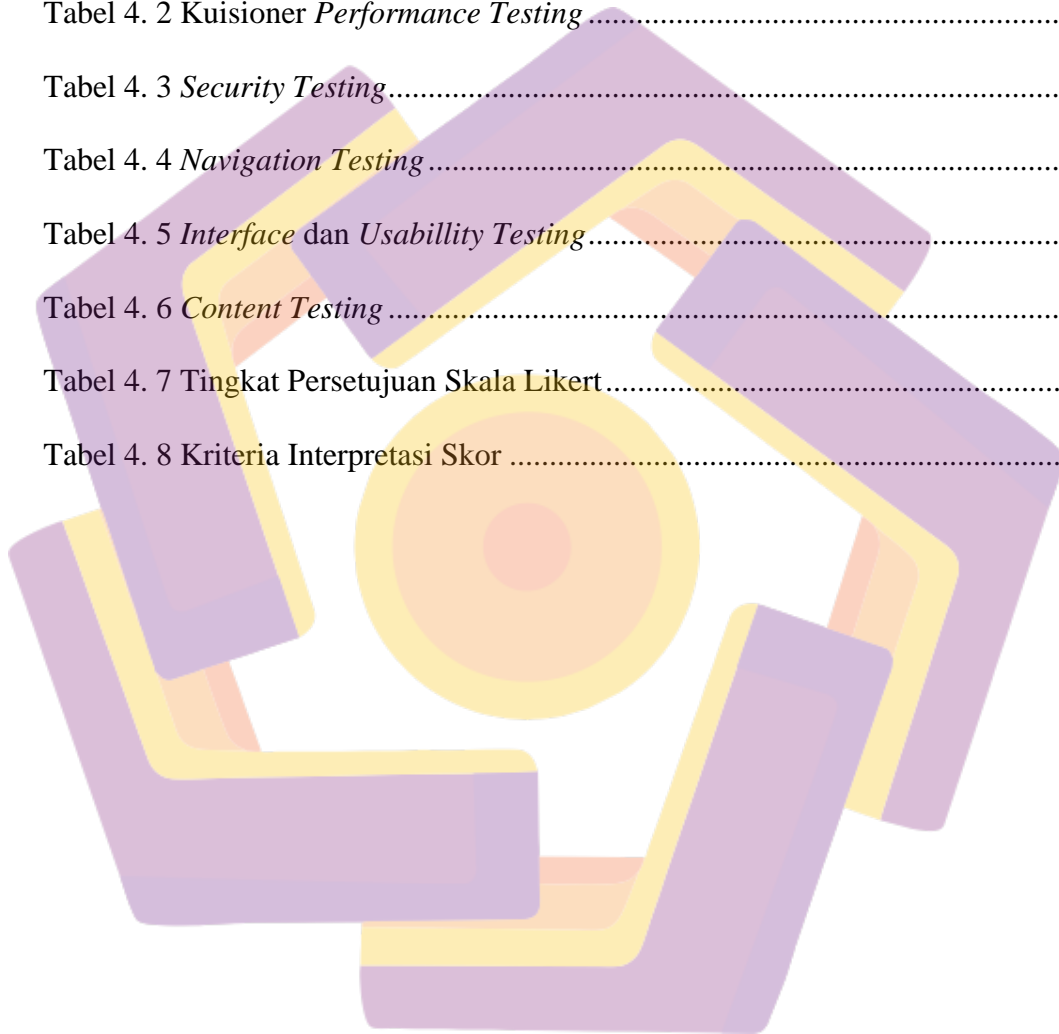 Tabel 4. 2 Kuisioner Performance Testing ..........................................................
Tabel 4. 3 Security Testing.....................................................................................
Tabel 4. 4 Navigation Testing ................................................................................
Tabel 4. 5 Interface dan Usabillity Testing ...........................................................
Tabel 4. 6 Content Testing .....................................................................................
Tabel 4. 7 Tingkat Persetujuan Skala Likert .........................................................
Tabel 4. 8 Kriteria Interpretasi Skor ......................................................................